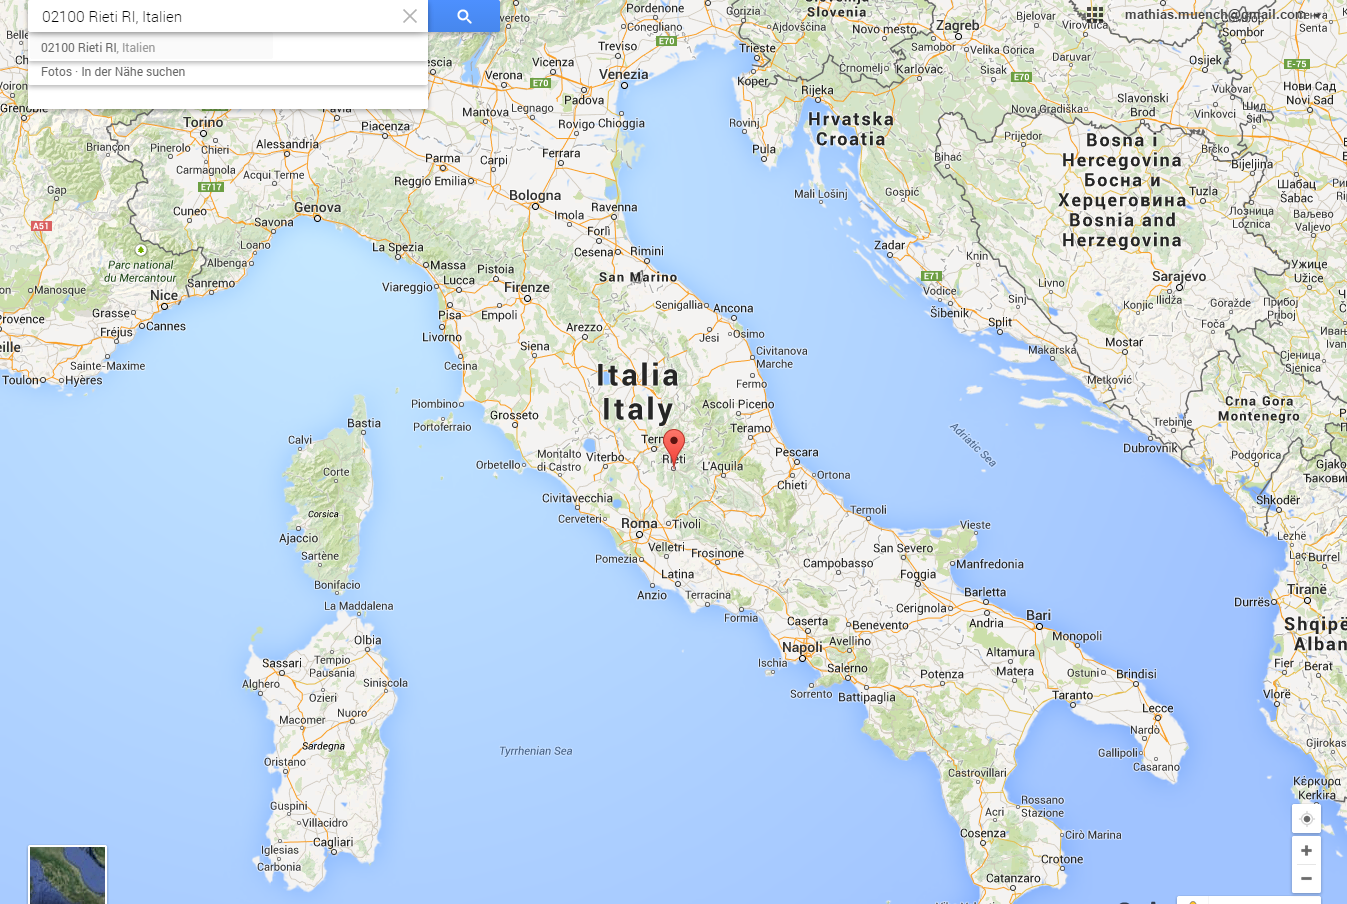 02100 Rieti RI, Italien
02100 Rieti RI, Italien
Fotos · In der Nähe suchen
mathias.muench@gmail.com
Pordenone
Slovenia
Slovenija
Zagreb
Bjelovar
Virovitica
Sombor
Senta
Conegliano
E70
Treviso
Trieste
Ajdovščina
Novo mesto
Samobor
Velika Gorica
Daruvar
Osijek
E-75
Vicenza
Verona
E70
Venezia
Koper
Črnomelj
Karlovac
Sisak
E70
Нови Сад
Novi Sad
Vukovar
Padova
Rijeka
Slavonski
Brod
Nova Gradiška
Grenoble
Pavia
Mantova
Legnago
Rovigo
Chioggia
Rovinj
Hrvatska
Croatia
Šid
Torino
Piacenza
Pula
Prijedor
Bosna i
Hercegovina
Босна и
Херцеговина
Bosnia and
Herzegovina
Brčko
Bijeljina
Briançon
Pinerolo
Chieri
Alessandria
Carmagnola
Acqui Terme
Parma
Carpi
Ferrara
Bihać
Reggio Emilia
E717
Gap
Bologna
Mali Lošinj
Gospić
Tuzla
Шабац
Šabac
Cuneo
Genova
Savona
Imola
Ravenna
Лозница
Loznica
Ваљево
Valjevo
A51
Forlì
Cesena
Rimini
Zadar
Knin
Loano
Albenga
La Spezia
Massa
Pistoia
San Marino
E71
Sarajevo
Ужице
Užice
Parc national
du Mercantour
Sanremo
Viareggio
Lucca
Firenze
Vodice
Livno
Manosque
Nice
Pisa
Empoli
Senigallia
Ancona
Šibenik
Sinj
Konjic
Ilidža
Goražde
Прибој
Priboj
Provence
Grasse
Cannes
Fréjus
Livorno
Arezzo
Jesi
Osimo
Split
Foča
Siena
Civitanova
Marche
Makarska
Mostar
Сјеница
Sjenica
Sainte-Maxime
Toulon
Hyères
Cecina
Italia
Italy
Fermo
Metković
Piombino
Portoferraio
Grosseto
Ascoli Piceno
Crna Gora
Montenegro
Bastia
Teramo
Trebinje
Calvi
Adriatic Sea
Dubrovnik
Rieti
Orbetello
Montalto
di Castro
Viterbo
L'Aquila
Pescara
Podgorica
Corte
Ortona
Chieti
Corsica
Civitavecchia
Shkodër
Cerveteri
Roma
Tivoli
Termoli
Vieste
Ajaccio
Lezhë
Sartène
Velletri
Pomezia
Frosinone
San Severo
Campobasso
Manfredonia
Burrel
Bonifacio
Latina
Foggia
Anzio
Terracina
Barletta
Tiranë
La Maddalena
Formia
Cerignola
Andria
Bari
Durrës
Caserta
Benevento
Olbia
Avellino
Monopoli
Napoli
Altamura
Sassari
Tempio
Pausania
Ischia
Salerno
Potenza
Matera
Ostuni
Brindisi
Fier
Berat
Alghero
Ozieri
Siniscola
Sorrento
Battipaglia
Taranto
Vlorë
Macomer
Nuoro
Lecce
Sardegna
Nardò
Tyrrhenian Sea
Gallipoli
Gjirokas
Oristano
Casarano
Castrovillari
Κέρκυρα
Kerkira
Guspini
Rossano
Stazione
Villacidro
Acri
Cagliari
Cosenza
Cirò Marina
Iglesias
Carbonia
Crotone
Catanzaro